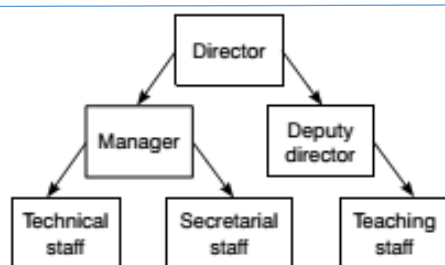 Director
Manager
Deputy
director
Technical
staff
Secretarial
staff
Teaching
staff